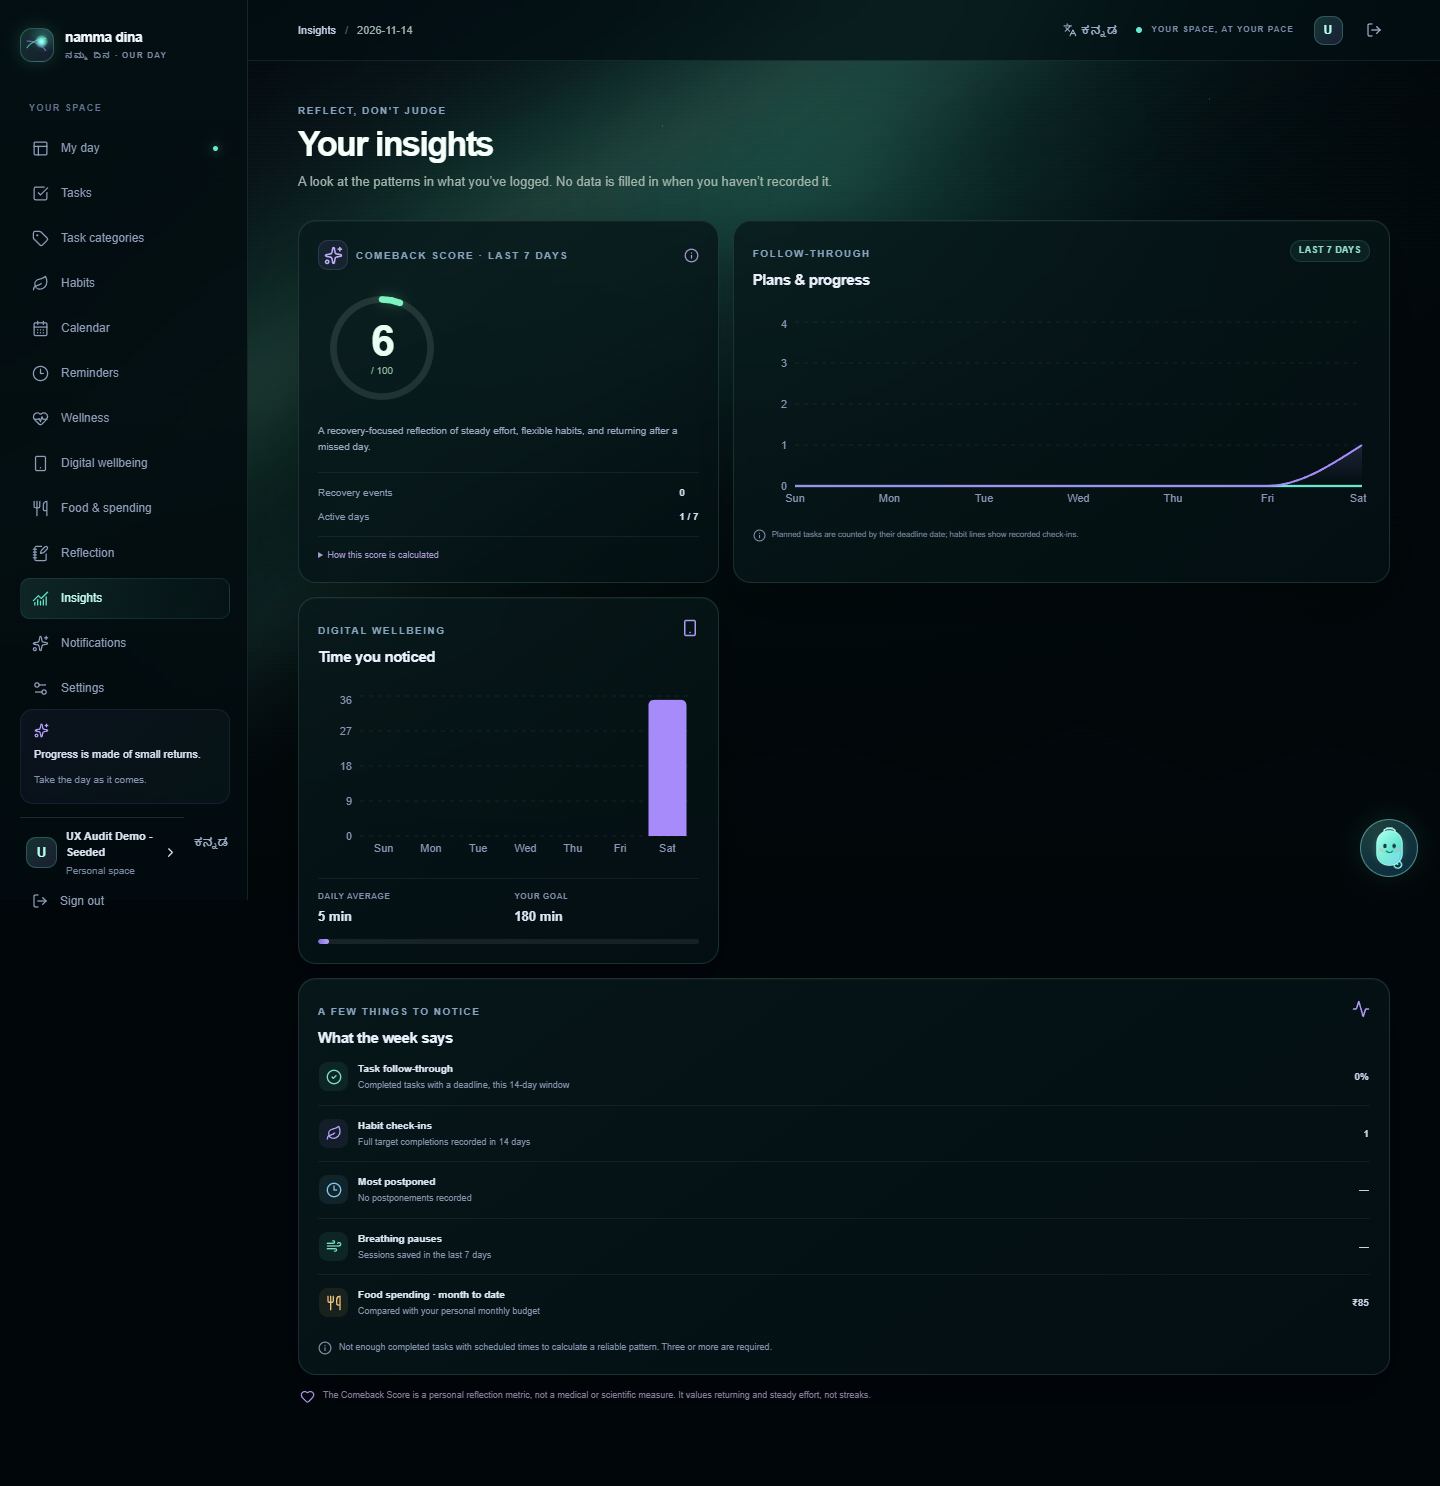 namma dina
ನಮ್ಮ ದಿನ · OUR DAY
YOUR SPACE
My day
Tasks
Task categories
Habits
Calendar
Reminders
Wellness
Digital wellbeing
Food & spending
Reflection
Insights
Notifications
Settings
Progress is made of small returns.
Take the day as it comes.
U
UX Audit Demo -
Seeded
Personal space
ಕನ್ನಡ
Sign out
Insights / 2026-11-14
ಕನ್ನಡ
YOUR SPACE, AT YOUR PACE
U
REFLECT, DON'T JUDGE
Your insights
A look at the patterns in what you've logged. No data is filled in when you haven't recorded it.
COMEBACK SCORE · LAST 7 DAYS
6
/ 100
A recovery-focused reflection of steady effort, flexible habits, and returning after a
missed day.
Recovery events 0
Active days 1 / 7
How this score is calculated
FOLLOW-THROUGH
LAST 7 DAYS
Plans & progress
4
3
2
1
0
Sun Mon Tue Wed Thu Fri Sat
Planned tasks are counted by their deadline date; habit lines show recorded check-ins.
DIGITAL WELLBEING
Time you noticed
36
27
18
9
0
Sun Mon Tue Wed Thu Fri Sat
DAILY AVERAGE YOUR GOAL
5 min 180 min
A FEW THINGS TO NOTICE
What the week says
Task follow-through
Completed tasks with a deadline, this 14-day window
0%
Habit check-ins
Full target completions recorded in 14 days
1
Most postponed
No postponements recorded
—
Breathing pauses
Sessions saved in the last 7 days
—
Food spending · month to date
Compared with your personal monthly budget
₹85
Not enough completed tasks with scheduled times to calculate a reliable pattern. Three or more are required.
The Comeback Score is a personal reflection metric, not a medical or scientific measure. It values returning and steady effort, not streaks.